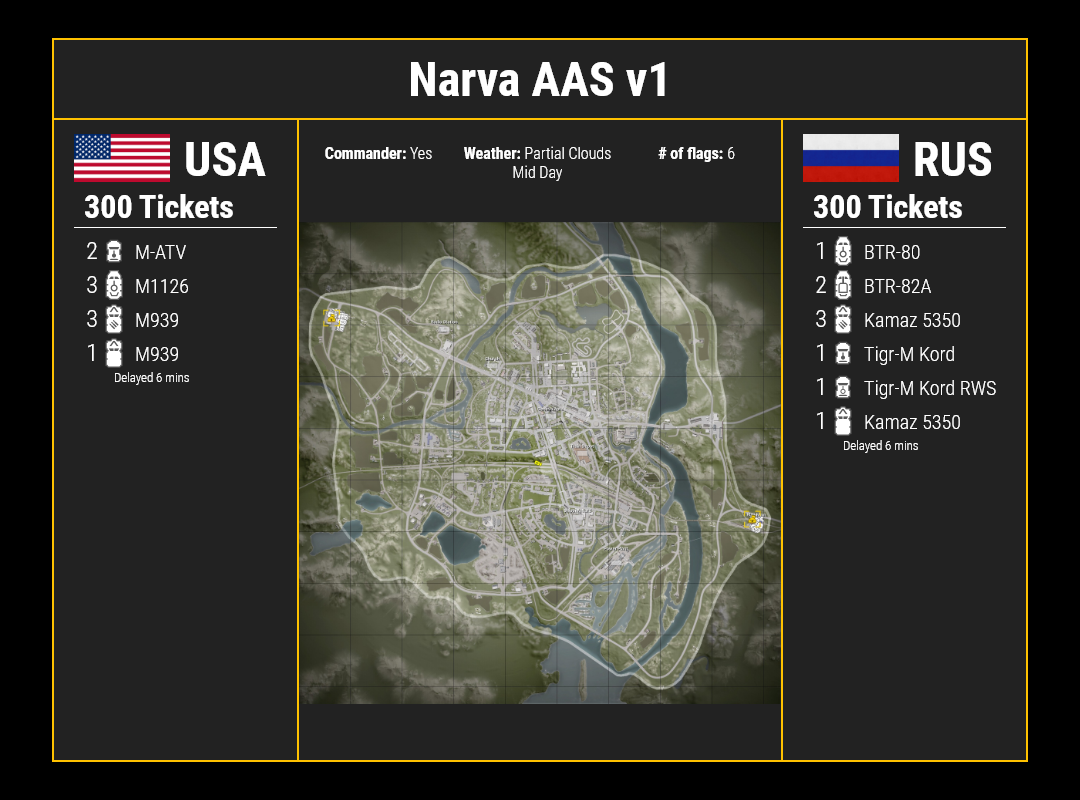 Narva AAS v1
USA
300 Tickets
2 M-ATV
3 M1126
3 M939
1 M939
Delayed 6 mins
Commander: Yes
Weather: Partial Clouds
Mid Day
# of flags: 6
RUS
300 Tickets
1 BTR-80
2 BTR-82A
3 Kamaz 5350
1 Tigr-M Kord
1 Tigr-M Kord RWS
1 Kamaz 5350
Delayed 6 mins